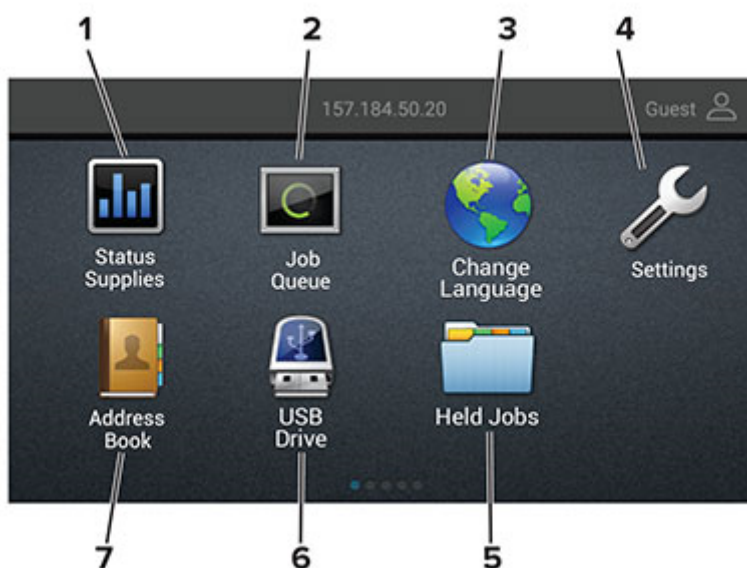 1 2 3 4
157.184.50.20 Guest
Status
Supplies
Job
Queue
Change
Language
Settings
Address
Book
USB
Drive
Held Jobs
7 6 5